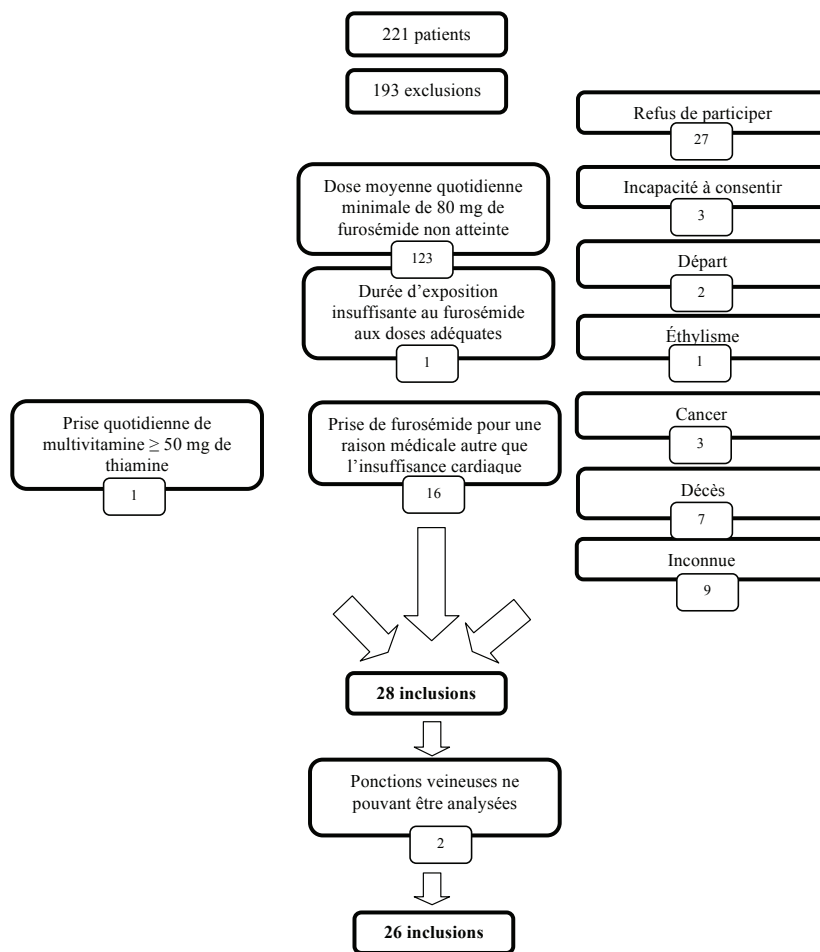 221 patients
193 exclusions
Refus de participer
27
Dose moyenne quotidienne
minimale de 80 mg de
furosémide non atteinte
123
Incapacité à consentir
3
Durée d'exposition
insuffisante au furosémide
aux doses adéquates
1
Départ
2
Éthylisme
1
Prise quotidienne de
multivitamine ≥ 50 mg de
thiamine
1
Prise de furosémide pour une
raison médicale autre que
l'insuffisance cardiaque
16
Cancer
3
Décès
7
Inconnue
9
28 inclusions
Ponctions veineuses ne
pouvant être analysées
2
26 inclusions